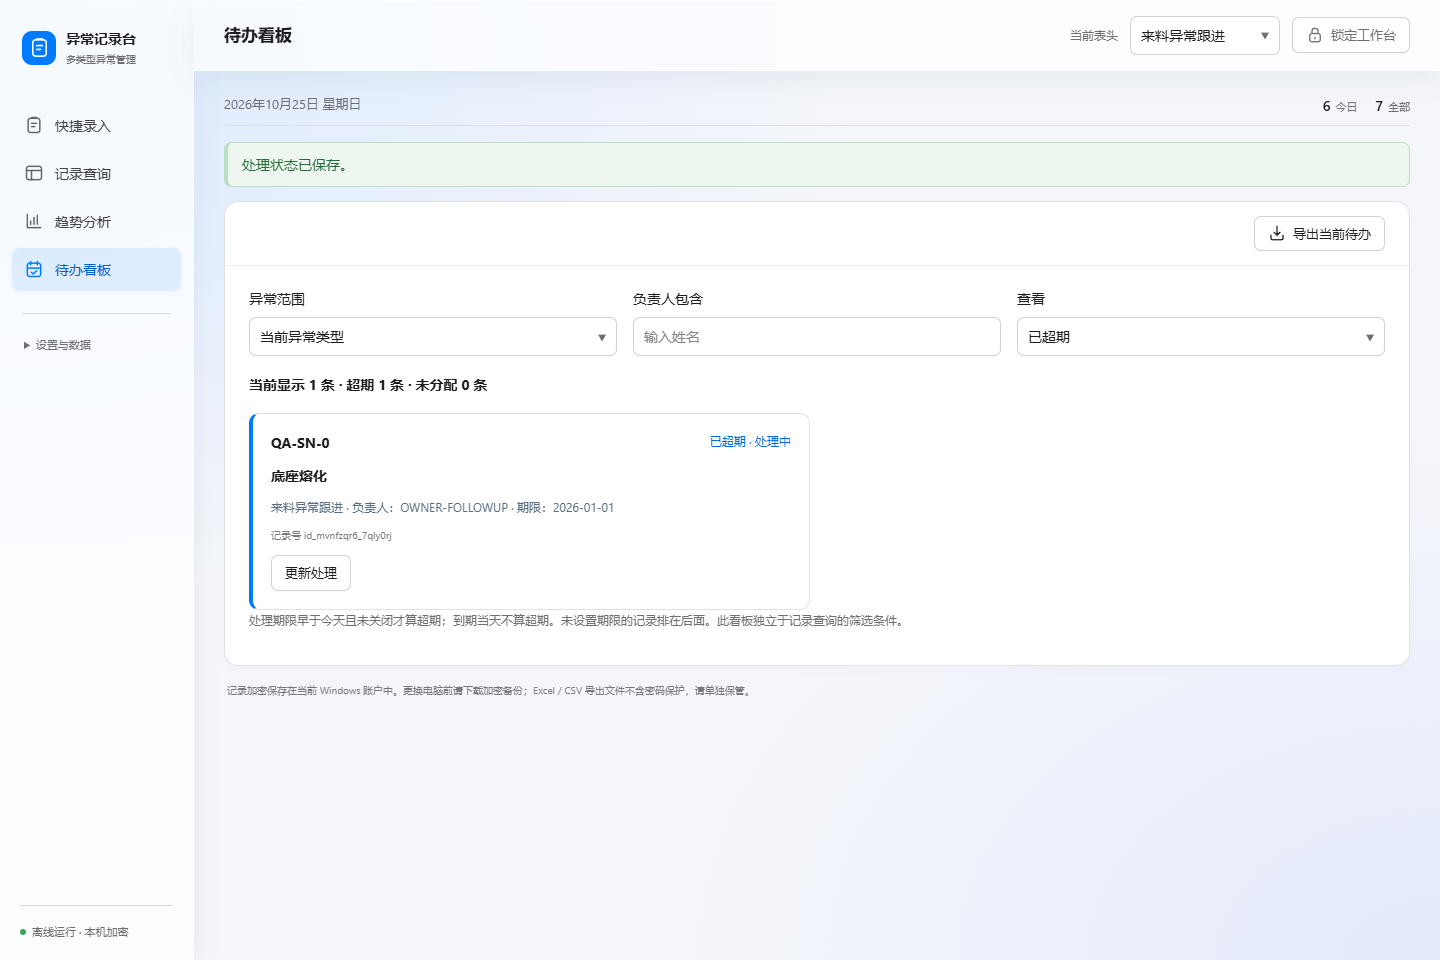 异常记录台
多类型异常管理
快捷录入
记录查询
趋势分析
待办看板
设置与数据
离线运行 · 本机加密
待办看板
当前表头
来料异常跟进
锁定工作台
2026年10月25日 星期日
6 今日 7 全部
处理状态已保存。
导出当前待办
异常范围
当前异常类型
负责人包含
输入姓名
查看
已超期
当前显示 1 条 · 超期 1 条 · 未分配 0 条
QA-SN-0
已超期 · 处理中
底座熔化
来料异常跟进 · 负责人：OWNER-FOLLOWUP · 期限：2026-01-01
记录号 id_mvnfzqr6_7qly0rj
更新处理
处理期限早于今天且未关闭才算超期；到期当天不算超期。未设置期限的记录排在后面。此看板独立于记录查询的筛选条件。
记录加密保存在当前 Windows 账户中。更换电脑前请下载加密备份；Excel / CSV 导出文件不含密码保护，请单独保管。